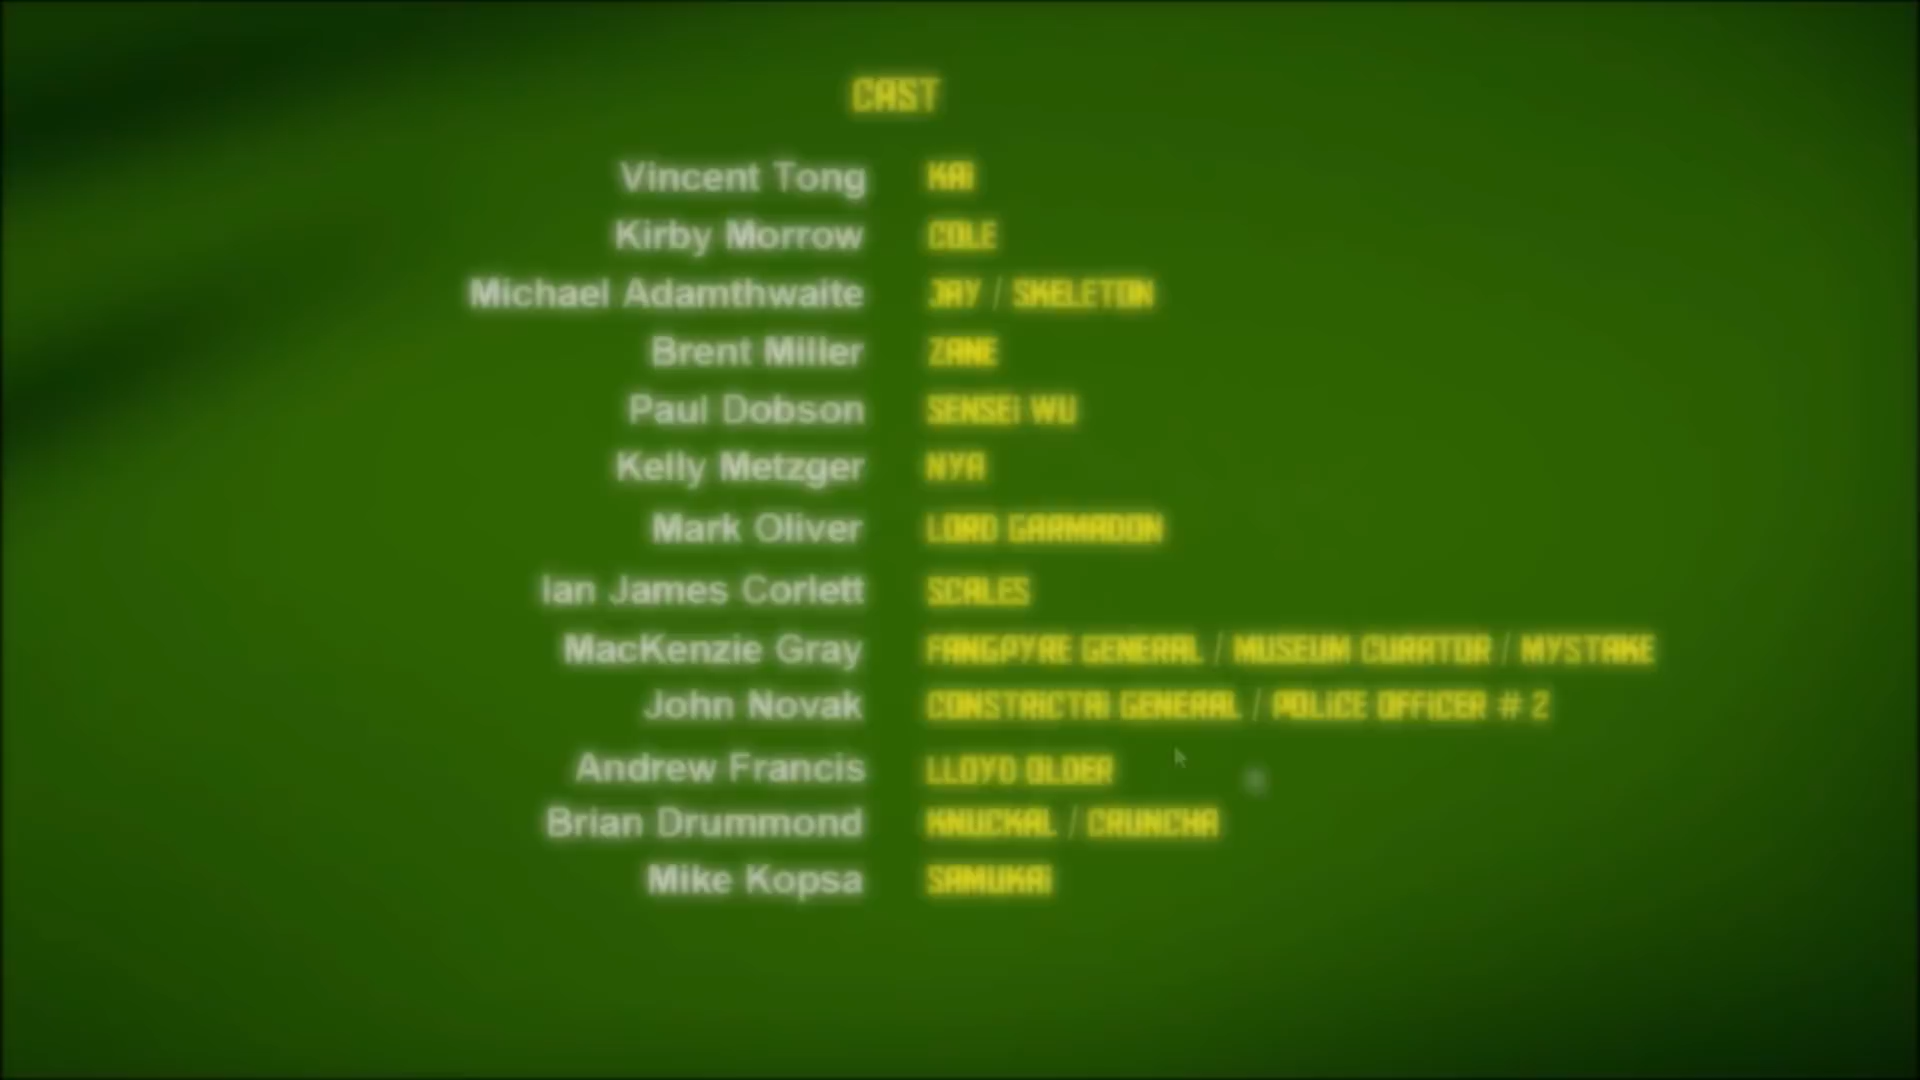 CAST
Vincent Tong KAi
Kirby Morrow COLE
Michael Adamthwaite JAY / SKELETON
Brent Miller ZANE
Paul Dobson SENSEi WU
Kelly Metzger NYA
Mark Oliver LORD GARMADON
Ian James Corlett SCALES
MacKenzie Gray FANGPYRE GENERAL / MUSEUM CURATOR / MYSTAKE
John Novak CONSTRICTAi GENERAL / POLiCE OFFiCER # 2
Andrew Francis LLOYD OLDER
Brian Drummond KNUCKAL / CRUNCHA
Mike Kopsa SAMUKAi